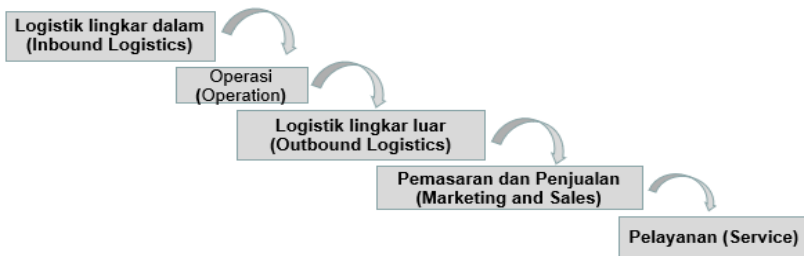 Logistik lingkar dalam
(Inbound Logistics)
Operasi
(Operation)
Logistik lingkar luar
(Outbound Logistics)
Pemasaran dan Penjualan
(Marketing and Sales)
Pelayanan (Service)